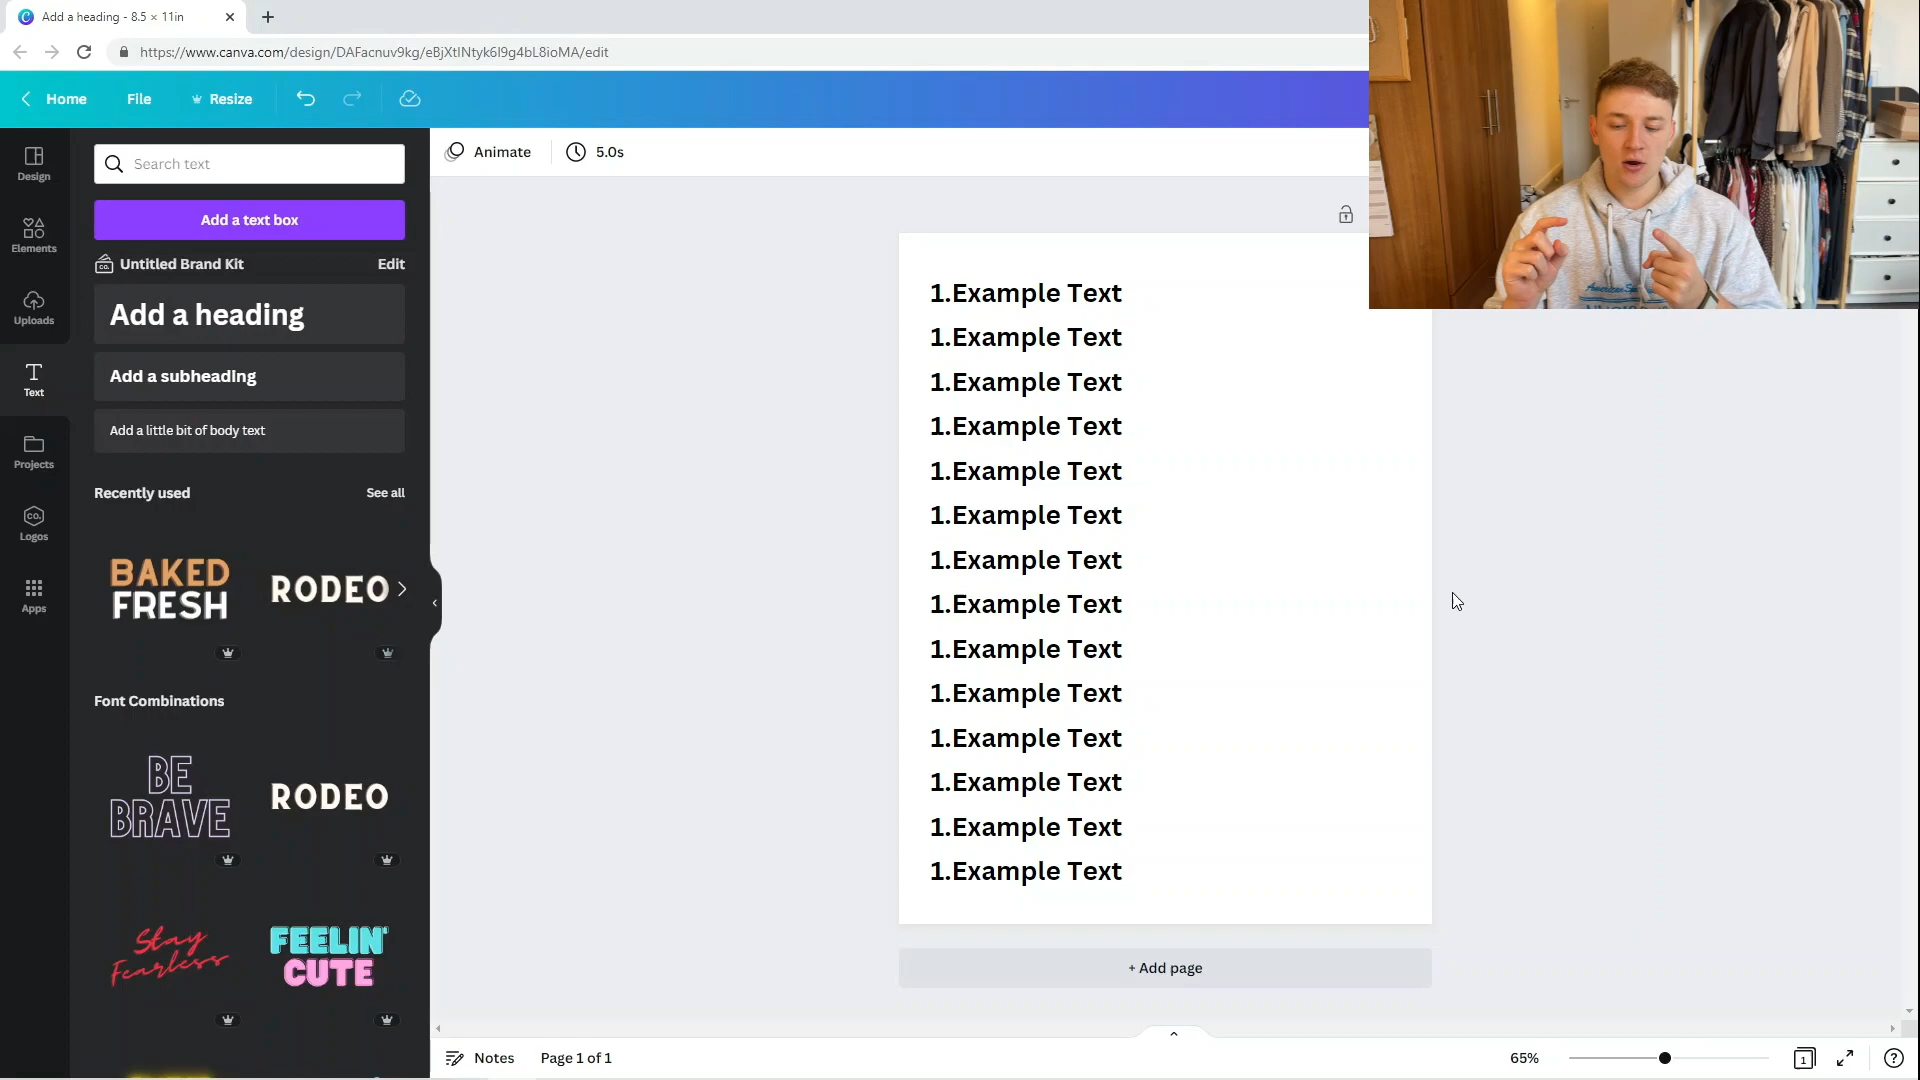 Add a heading - 8.5 × 11in
https://www.canva.com/design/DAFacnuv9kg/eBjXtINtyk6l9g4bL8ioMA/edit
Home
File
Resize
Design
Elements
Uploads
Text
Projects
Logos
Apps
Search text
Add a text box
CO.
Untitled Brand Kit
Edit
Add a heading
Add a subheading
Add a little bit of body text
Recently used
See all
BAKED
FRESH
RODEO
Font Combinations
BE
BRAVE
RODEO
Stay
Fearless
FEELIN'
CUTE
CO.
Animate
5.0s
1.Example Text
1.Example Text
1.Example Text
1.Example Text
1.Example Text
1.Example Text
1.Example Text
1.Example Text
1.Example Text
1.Example Text
1.Example Text
1.Example Text
1.Example Text
1.Example Text
+ Add page
Notes
Page 1 of 1
65%
1
?